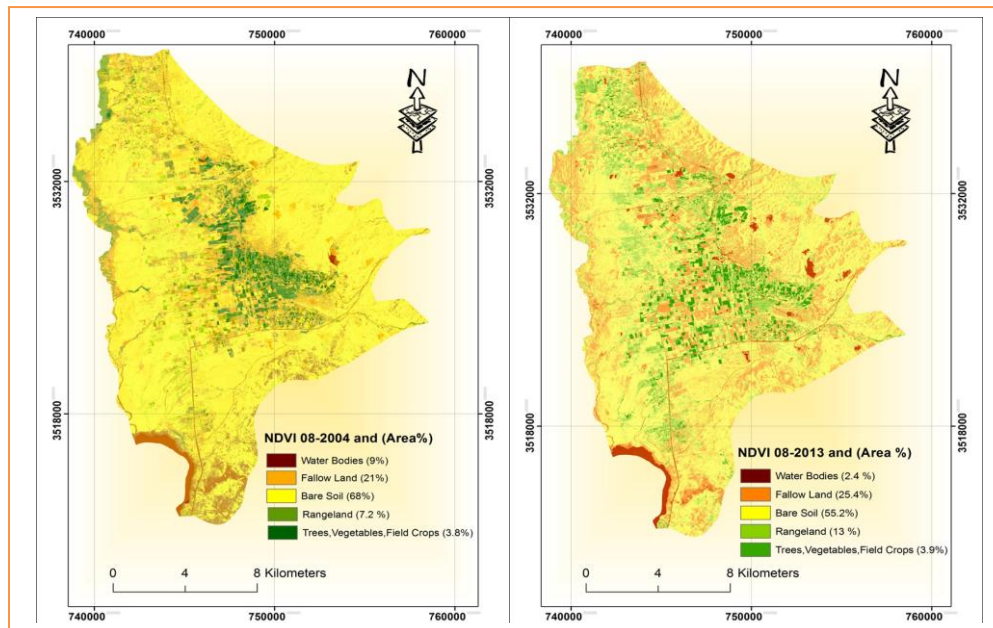 740000 750000 760000
N
3532000 3532000
3518000 3518000
NDVI 08-2004 and (Area%)
Water Bodies (9%)
Fallow Land (21%)
Bare Soil (68%)
Rangeland (7.2 %)
Trees,Vegetables,Field Crops (3.8%)
0 4 8 Kilometers
740000 750000 760000
740000 750000 760000
N
3532000
3518000
NDVI 08-2013 and (Area %)
Water Bodies (2.4 %)
Fallow Land (25.4%)
Bare Soil (55.2%)
Rangeland (13 %)
Trees,Vegetables,Field Crops (3.9%)
0 4 8 Kilometers
740000 750000 760000